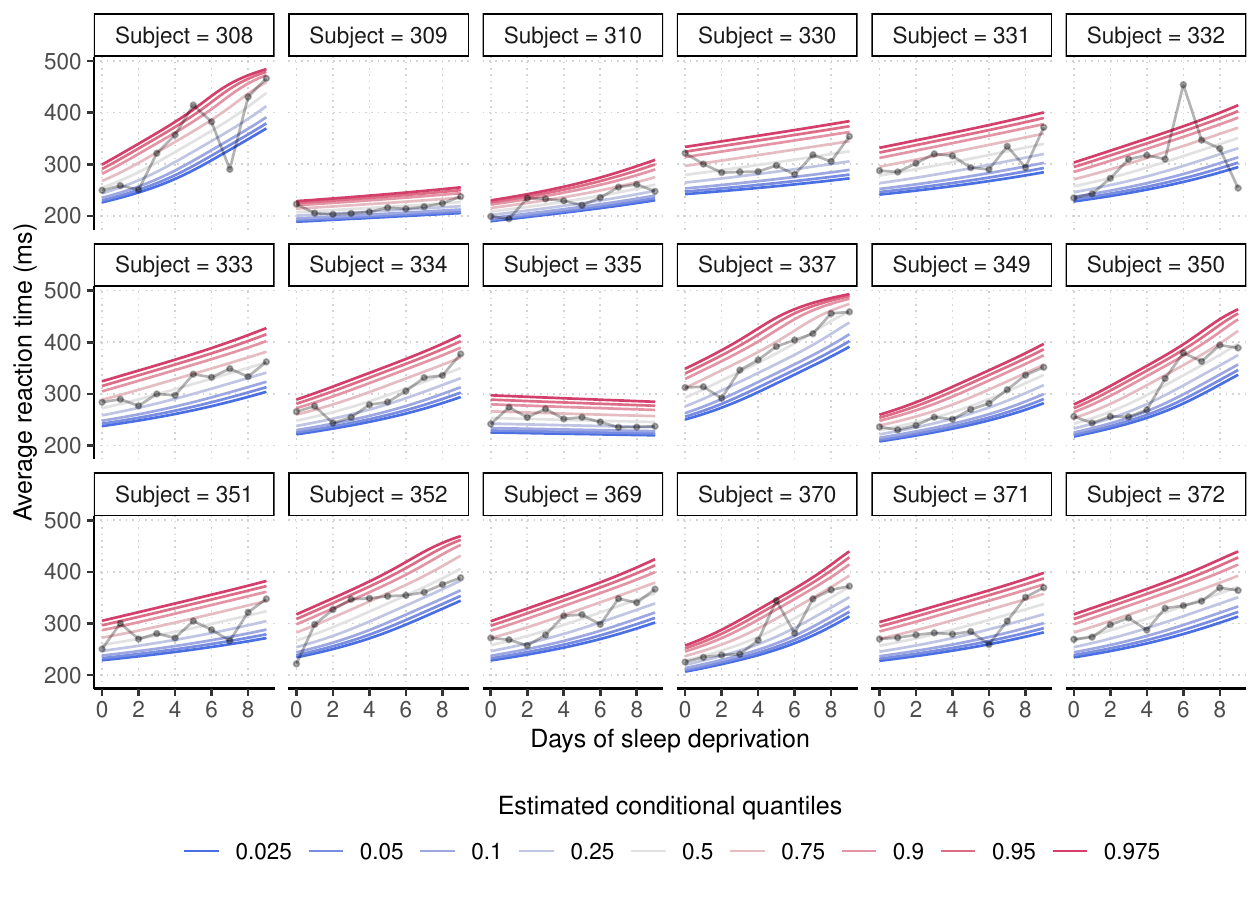 Average reaction time (ms)
Subject = 308 Subject = 309 Subject = 310 Subject = 330 Subject = 331 Subject = 332
500
400
300
200
Subject = 333 Subject = 334 Subject = 335 Subject = 337 Subject = 349 Subject = 350
500
400
300
200
Subject = 351 Subject = 352 Subject = 369 Subject = 370 Subject = 371 Subject = 372
500
400
300
200
0 2 4 6 8 0 2 4 6 8 0 2 4 6 8 0 2 4 6 8 0 2 4 6 8 0 2 4 6 8
Days of sleep deprivation
Estimated conditional quantiles
0.025 0.05 0.1 0.25 0.5 0.75 0.9 0.95 0.975